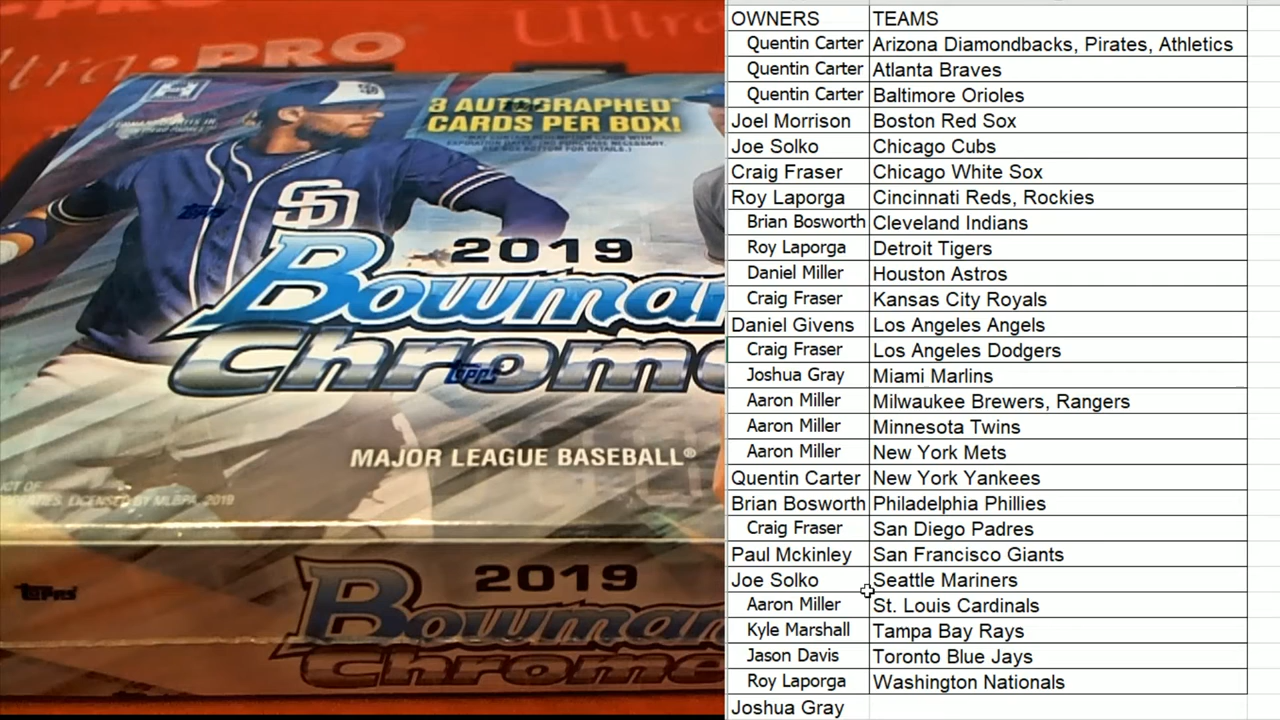 Ultra•PRO
Ultra
SD
3 AUTOGRAPHED
CARDS PER BOX!
topps
SD
2019
Bowman
Chrome
topps
MAJOR LEAGUE BASEBALL®
LICENSED BY MLBPA, 2019
2019
topps
Bowman
Chrome
OWNERS TEAMS
Quentin Carter Arizona Diamondbacks, Pirates, Athletics
Quentin Carter Atlanta Braves
Quentin Carter Baltimore Orioles
Joel Morrison Boston Red Sox
Joe Solko Chicago Cubs
Craig Fraser Chicago White Sox
Roy Laporga Cincinnati Reds, Rockies
Brian Bosworth Cleveland Indians
Roy Laporga Detroit Tigers
Daniel Miller Houston Astros
Craig Fraser Kansas City Royals
Daniel Givens Los Angeles Angels
Craig Fraser Los Angeles Dodgers
Joshua Gray Miami Marlins
Aaron Miller Milwaukee Brewers, Rangers
Aaron Miller Minnesota Twins
Aaron Miller New York Mets
Quentin Carter New York Yankees
Brian Bosworth Philadelphia Phillies
Craig Fraser San Diego Padres
Paul Mckinley San Francisco Giants
Joe Solko Seattle Mariners
Aaron Miller St. Louis Cardinals
Kyle Marshall Tampa Bay Rays
Jason Davis Toronto Blue Jays
Roy Laporga Washington Nationals
Joshua Gray